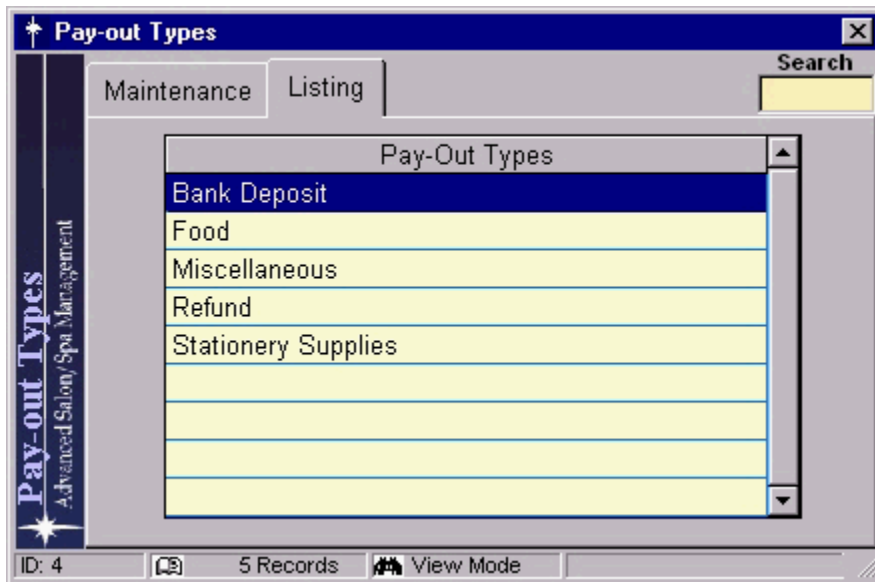 Pay-out Types
Search
Maintenance
Listing
Pay-Out Types
Bank Deposit
Food
Miscellaneous
Refund
Stationery Supplies
Pay-out Types
Advanced Salon/Spa Management
ID: 4
5 Records
View Mode